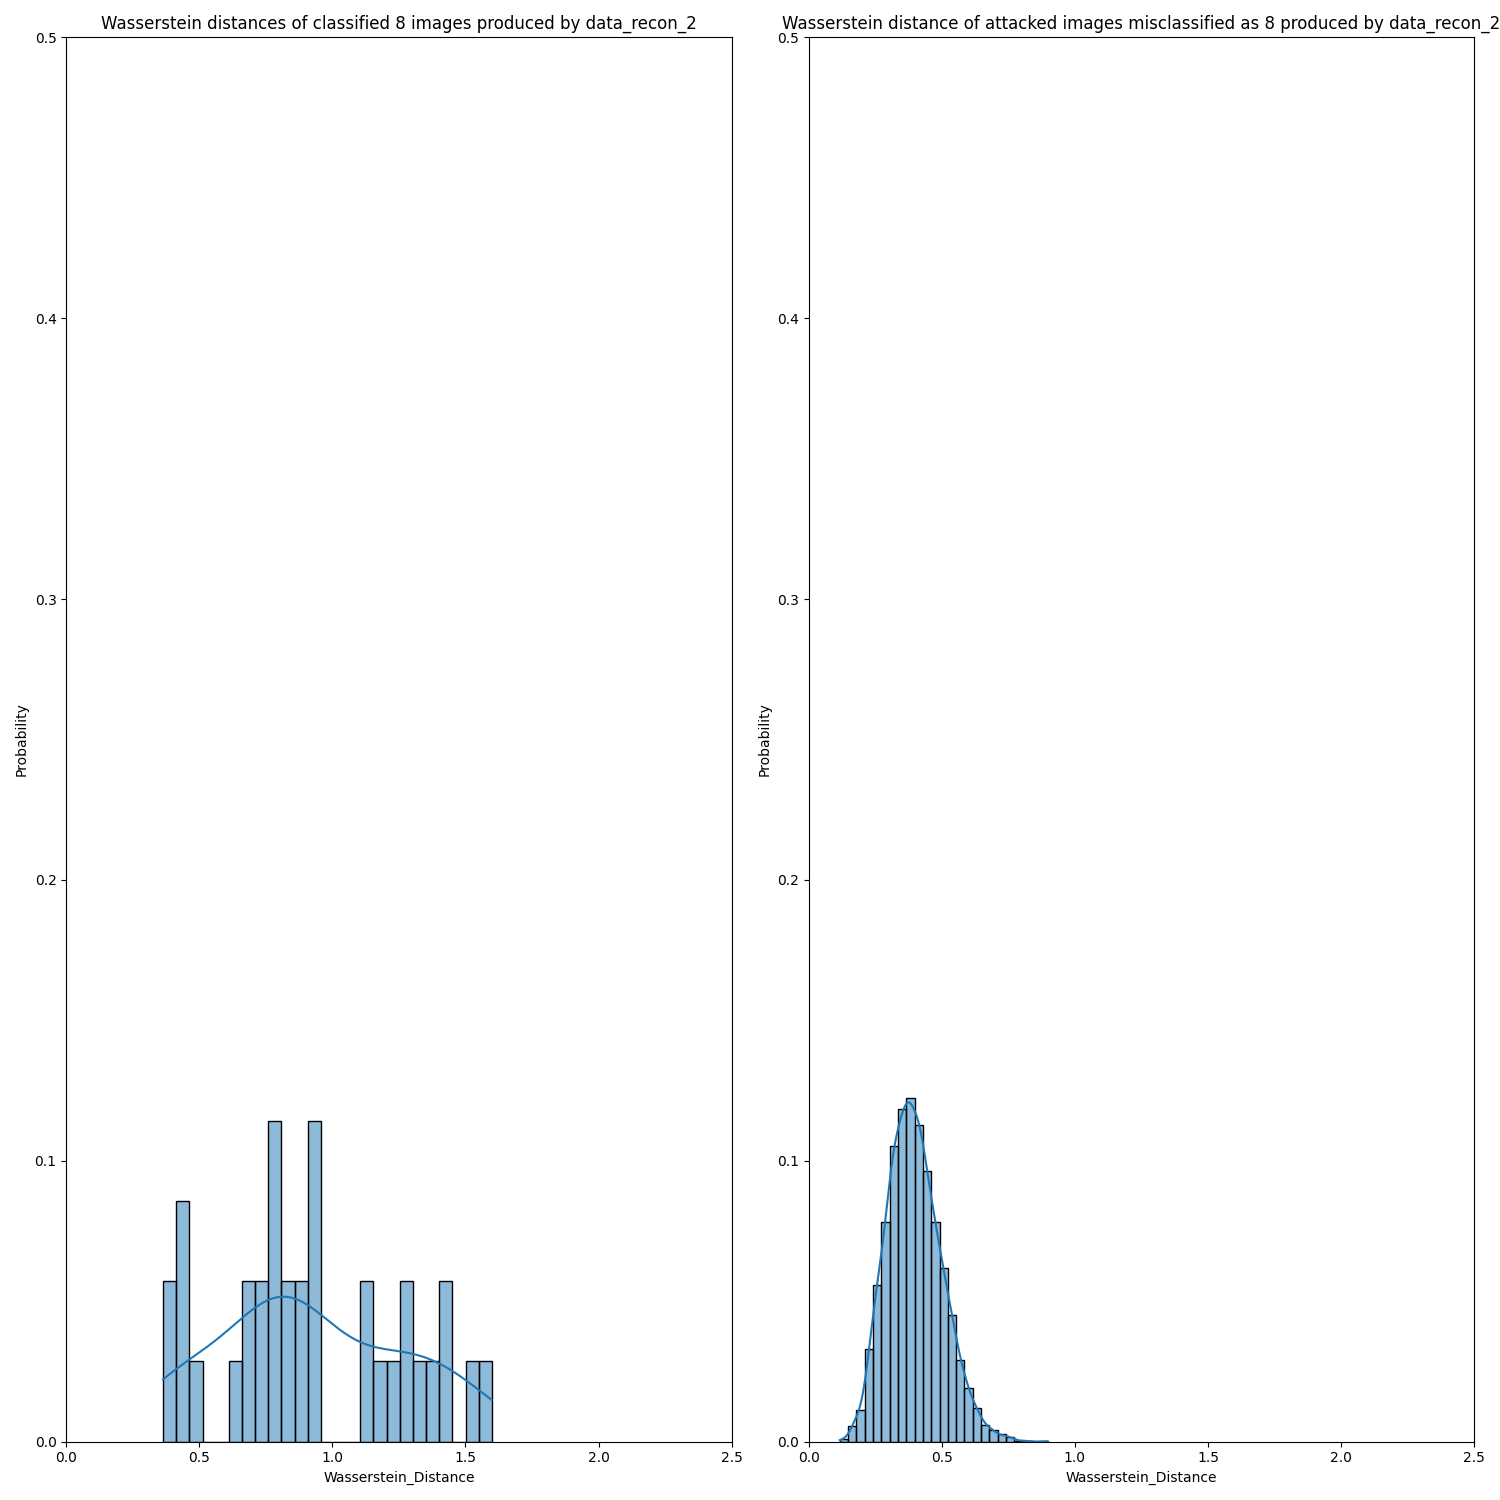 Wasserstein distances of classified 8 images produced by data_recon_2
0.5
0.4
0.3
0.2
0.1
0.0
Probability
0.0 0.5 1.0 1.5 2.0 2.5
Wasserstein_Distance
Wasserstein distance of attacked images misclassified as 8 produced by data_recon_2
0.5
0.4
0.3
0.2
0.1
0.0
Probability
0.0 0.5 1.0 1.5 2.0 2.5
Wasserstein_Distance